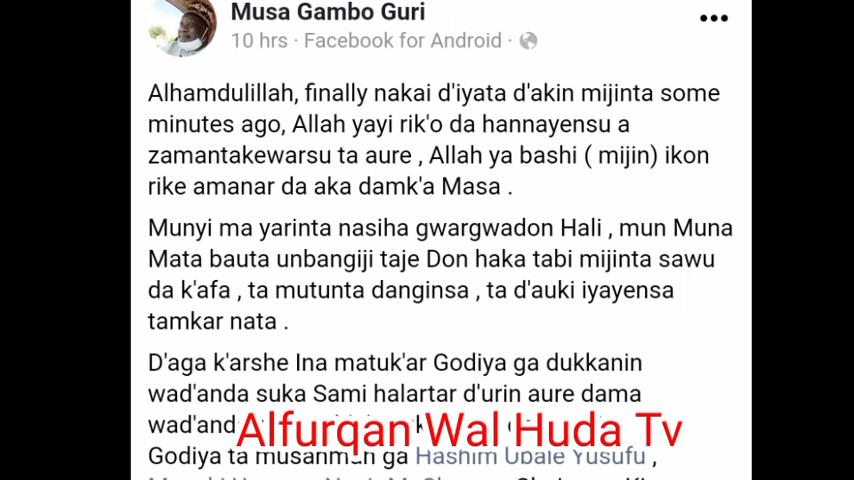 Musa Gambo Guri
10 hrs · Facebook for Android ·
Alhamdulillah, finally nakai d'iyata d'akin mijinta some
minutes ago, Allah yayi rik'o da hannayensu a
zamantakewarsu ta aure , Allah ya bashi ( mijin) ikon
rike amanar da aka damk'a Masa .
Munyi ma yarinta nasiha gwargwadon Hali , mun Muna
Mata bauta unbangiji taje Don haka tabi mijinta sawu
da k'afa , ta mutunta danginsa , ta d'auki iyayensa
tamkar nata .
D'aga k'arshe Ina matuk'ar Godiya ga dukkanin
wad'anda suka Sami halartar d'urin aure dama
Alfurqan Wal Huda Tv
Godiya ta musamman ga Hashim Ubale Yusufu ,